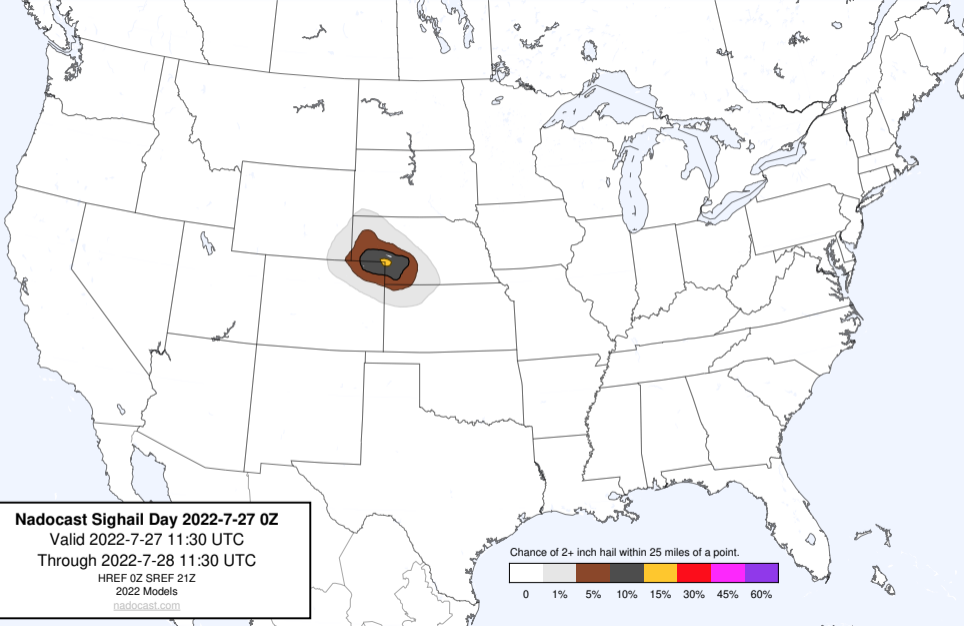 Nadocast Sighail Day 2022-7-27 0Z
Valid 2022-7-27 11:30 UTC
Through 2022-7-28 11:30 UTC
HREF 0Z SREF 21Z
2022 Models
nadocast.com
Chance of 2+ inch hail within 25 miles of a point.
0 1% 5% 10% 15% 30% 45% 60%